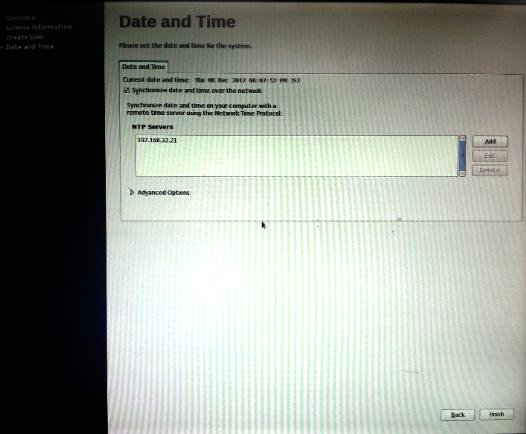 Welcome
License Information
Create User
Date and Time
Date and Time
Please set the date and time for the system.
Date and Time
Current date and time: Thu 06 Dec 2012 06:07:52 PM JST
Synchronize date and time over the network
Synchronize date and time on your computer with a
remote time server using the Network Time Protocol:
NTP Servers
192.168.32.21
Add
Edit
Delete
Advanced Options
Back
Finish